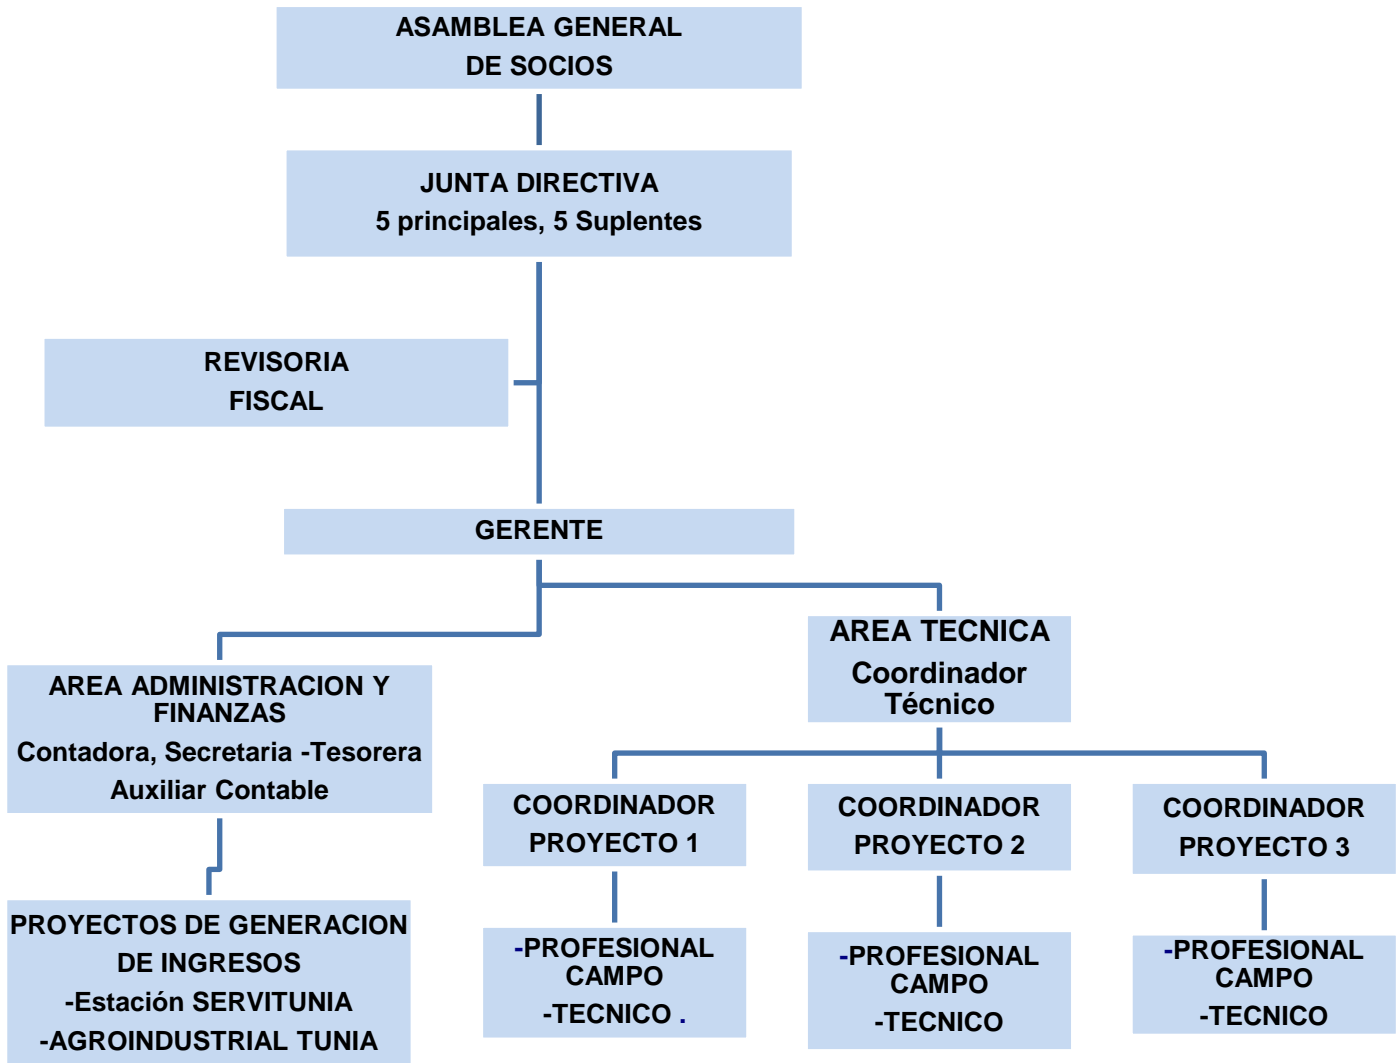 ASAMBLEA GENERAL
DE SOCIOS
JUNTA DIRECTIVA
5 principales, 5 Suplentes
REVISORIA
FISCAL
GERENTE
AREA ADMINISTRACION Y
FINANZAS
Contadora, Secretaria -Tesorera
Auxiliar Contable
PROYECTOS DE GENERACION
DE INGRESOS
-Estación SERVITUNIA
-AGROINDUSTRIAL TUNIA
AREA TECNICA
Coordinador
Técnico
COORDINADOR
PROYECTO 1
-PROFESIONAL
CAMPO
-TECNICO .
COORDINADOR
PROYECTO 2
-PROFESIONAL
CAMPO
-TECNICO
COORDINADOR
PROYECTO 3
-PROFESIONAL
CAMPO
-TECNICO